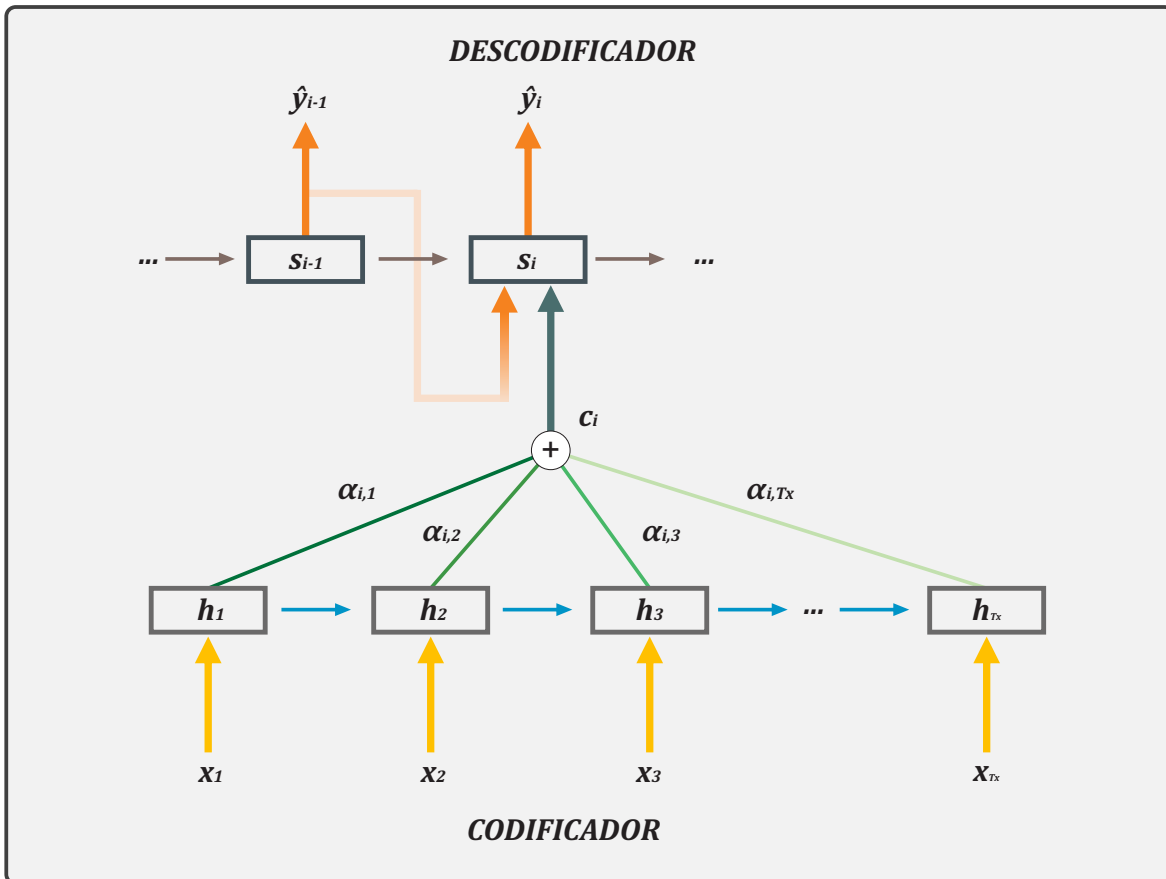 DESCODIFICADOR
ŷi-1 ŷi
... si-1 si ...
ci
+
αi,1 αi,2 αi,3 αi,Tx
h1 h2 h3 ... hTx
x1 x2 x3 xTx
CODIFICADOR